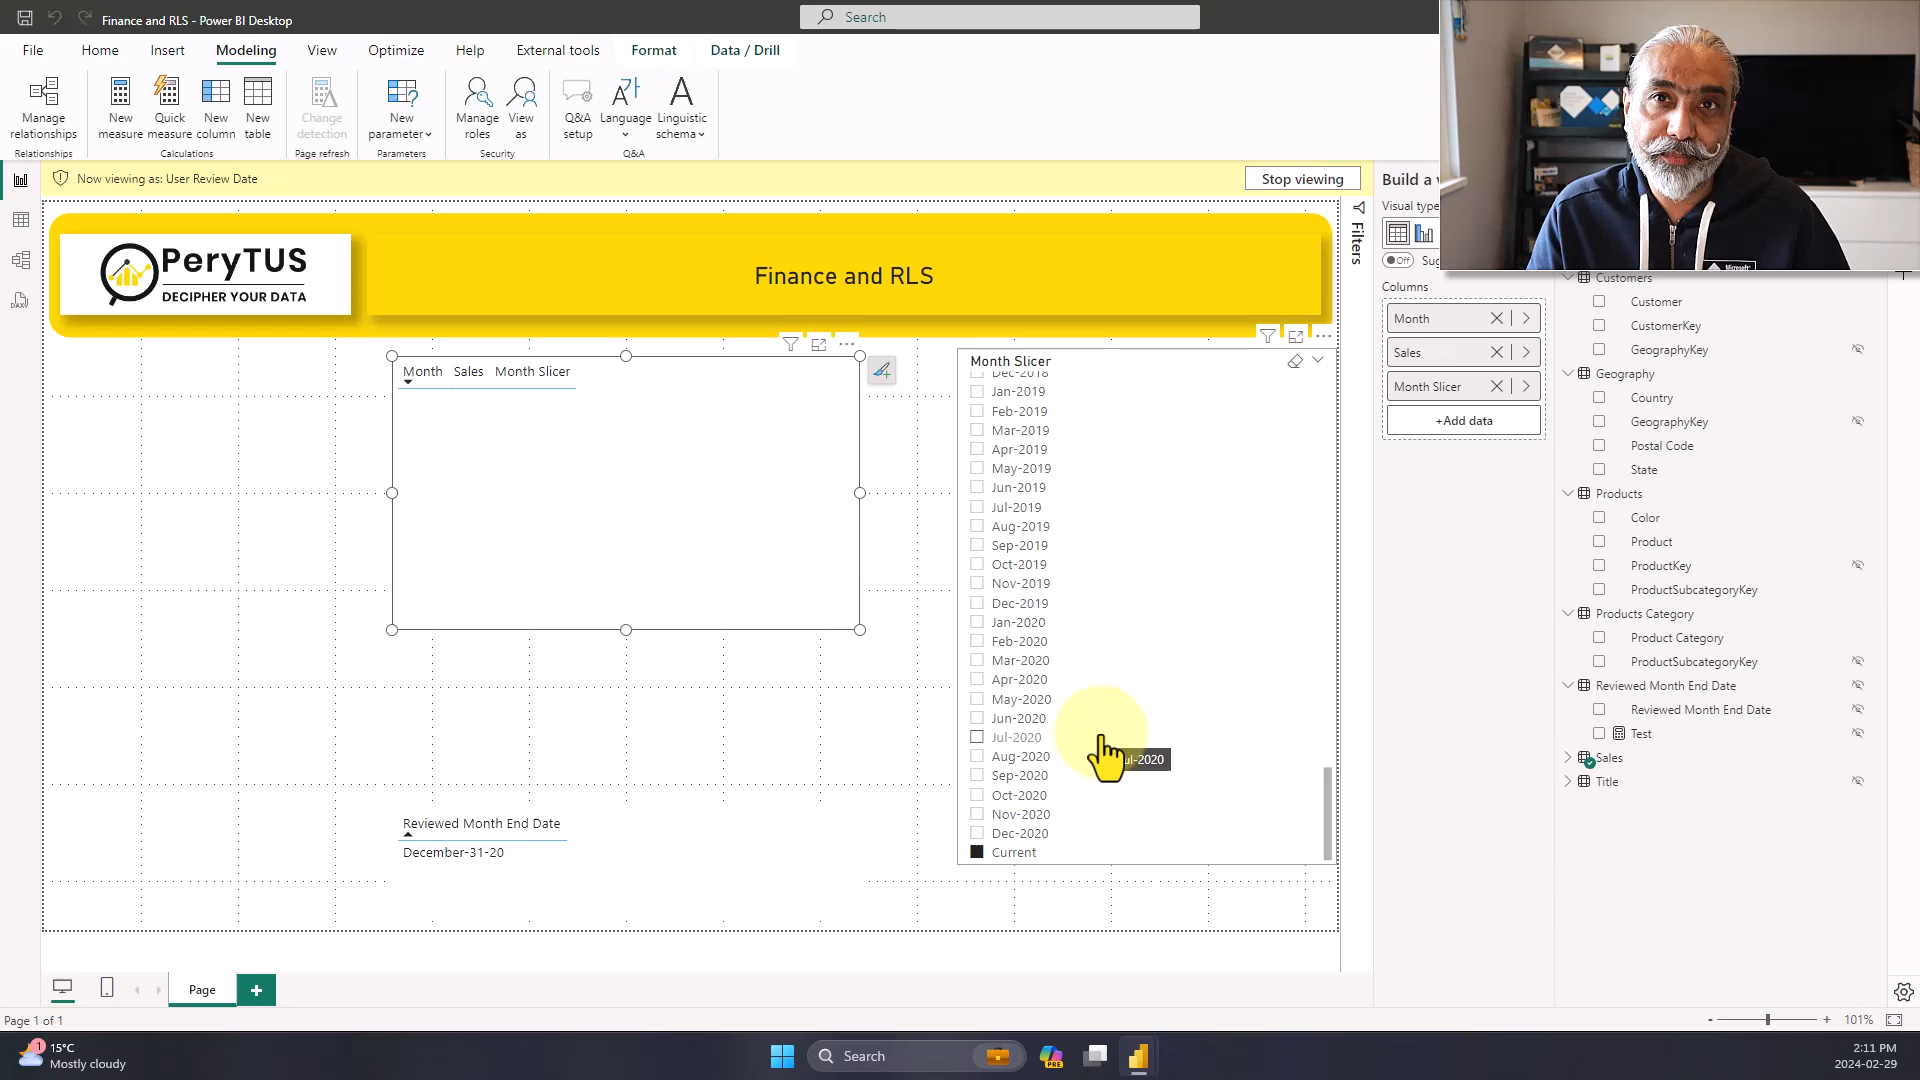 Finance and RLS - Power BI Desktop
Search
File
Home
Insert
Modeling
View
Optimize
Help
External tools
Format
Data / Drill
Manage relationships
New measure
Quick measure
New column
New table
Change detection
New parameter
Manage roles
View as
Q&A setup
Language
Linguistic schema
Relationships
Calculations
Page refresh
Parameters
Security
Q&A
Now viewing as: User Review Date
Stop viewing
PeryTUS
DECIPHER YOUR DATA
Finance and RLS
Month Sales Month Slicer
Reviewed Month End Date
December-31-20
Month Slicer
Dec-2018
Jan-2019
Feb-2019
Mar-2019
Apr-2019
May-2019
Jun-2019
Jul-2019
Aug-2019
Sep-2019
Oct-2019
Nov-2019
Dec-2019
Jan-2020
Feb-2020
Mar-2020
Apr-2020
May-2020
Jun-2020
Jul-2020
ul-2020
Aug-2020
Sep-2020
Oct-2020
Nov-2020
Dec-2020
Current
Filters
Build a v
Visual type
Off
Sug
Columns
Month
Sales
Month Slicer
+Add data
Customers
Customer
CustomerKey
GeographyKey
Geography
Country
GeographyKey
Postal Code
State
Products
Color
Product
ProductKey
ProductSubcategoryKey
Products Category
Product Category
ProductSubcategoryKey
Reviewed Month End Date
Reviewed Month End Date
Test
Sales
Title
Page
Page 1 of 1
- + 101%
1
15°C
Mostly cloudy
Search
PRE
2:11 PM
2024-02-29